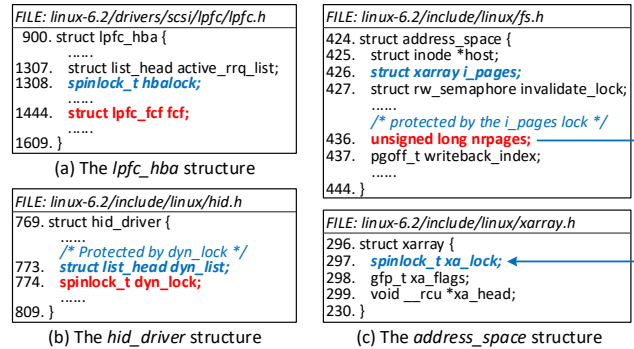 FILE: linux-6.2/drivers/scsi/lpfc/lpfc.h
900. struct lpfc_hba {
......
1307. struct list_head active_rrq_list;
1308. spinlock_t hbalock;
......
1444. struct lpfc_fcf fcf;
......
1609. }
(a) The lpfc_hba structure
FILE: linux-6.2/include/linux/hid.h
769. struct hid_driver {
......
/* Protected by dyn_lock */
773. struct list_head dyn_list;
774. spinlock_t dyn_lock;
......
809. }
(b) The hid_driver structure
FILE: linux-6.2/include/linux/fs.h
424. struct address_space {
425. struct inode *host;
426. struct xarray i_pages;
427. struct rw_semaphore invalidate_lock;
......
/* protected by the i_pages lock */
436. unsigned long nrpages;
437. pgoff_t writeback_index;
......
444. }
FILE: linux-6.2/include/linux/xarray.h
296. struct xarray {
297. spinlock_t xa_lock;
298. gfp_t xa_flags;
299. void __rcu *xa_head;
230. }
(c) The address_space structure